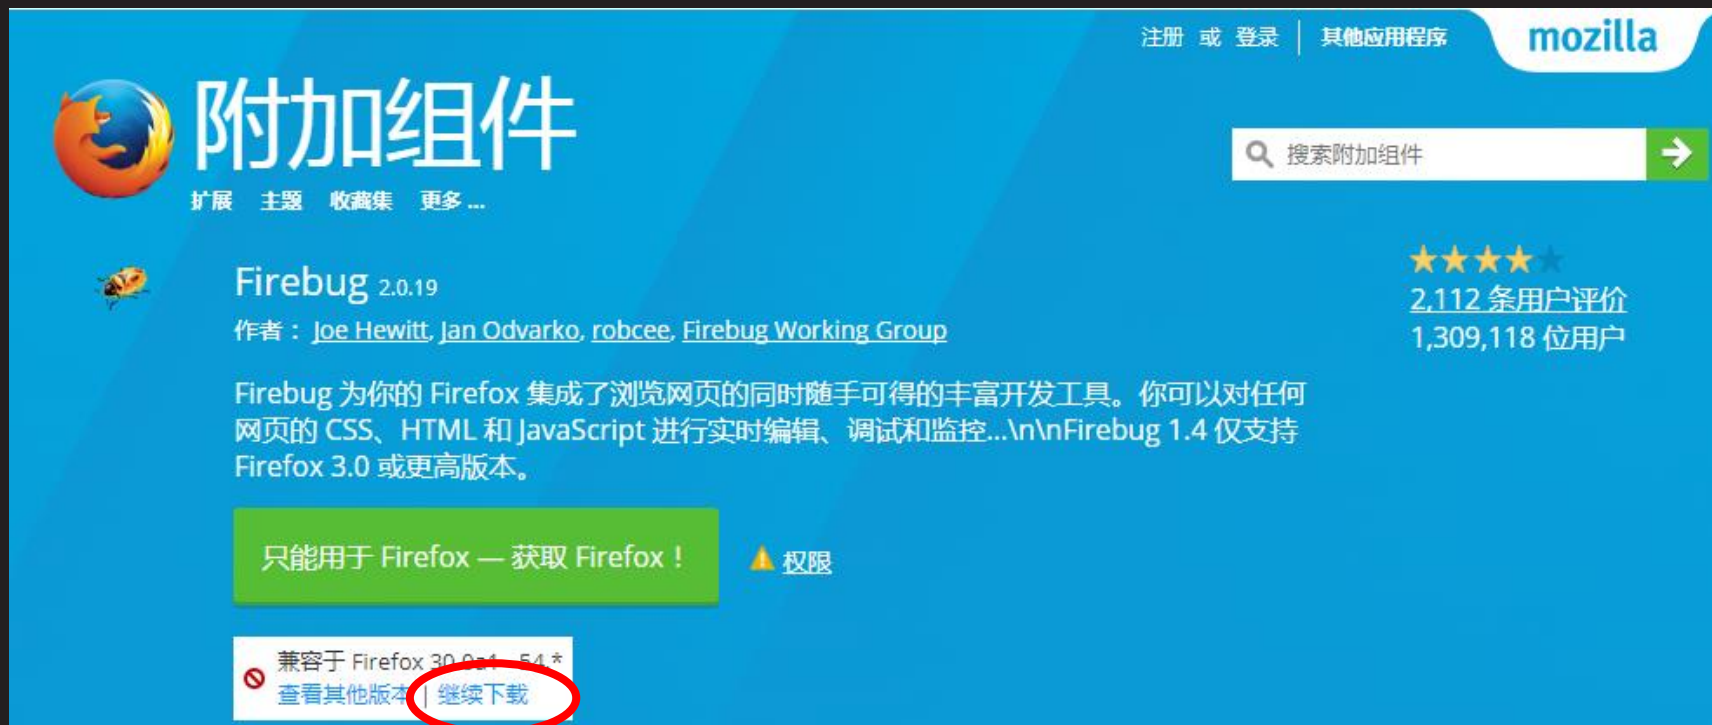 注册 或 登录 | 其他应用程序
mozilla
附加组件
搜索附加组件
扩展 主题 收藏集 更多 ...
Firebug 2.0.19
2,112 条用户评价
1,309,118 位用户
作者： Joe Hewitt, Jan Odvarko, robcee, Firebug Working Group
Firebug 为你的 Firefox 集成了浏览网页的同时随手可得的丰富开发工具。你可以对任何
网页的 CSS、HTML 和 JavaScript 进行实时编辑、调试和监控...\n\nFirebug 1.4 仅支持
Firefox 3.0 或更高版本。
只能用于 Firefox — 获取 Firefox！
权限
兼容于 Firefox 30.0a1 - 54.*
查看其他版本 | 继续下载